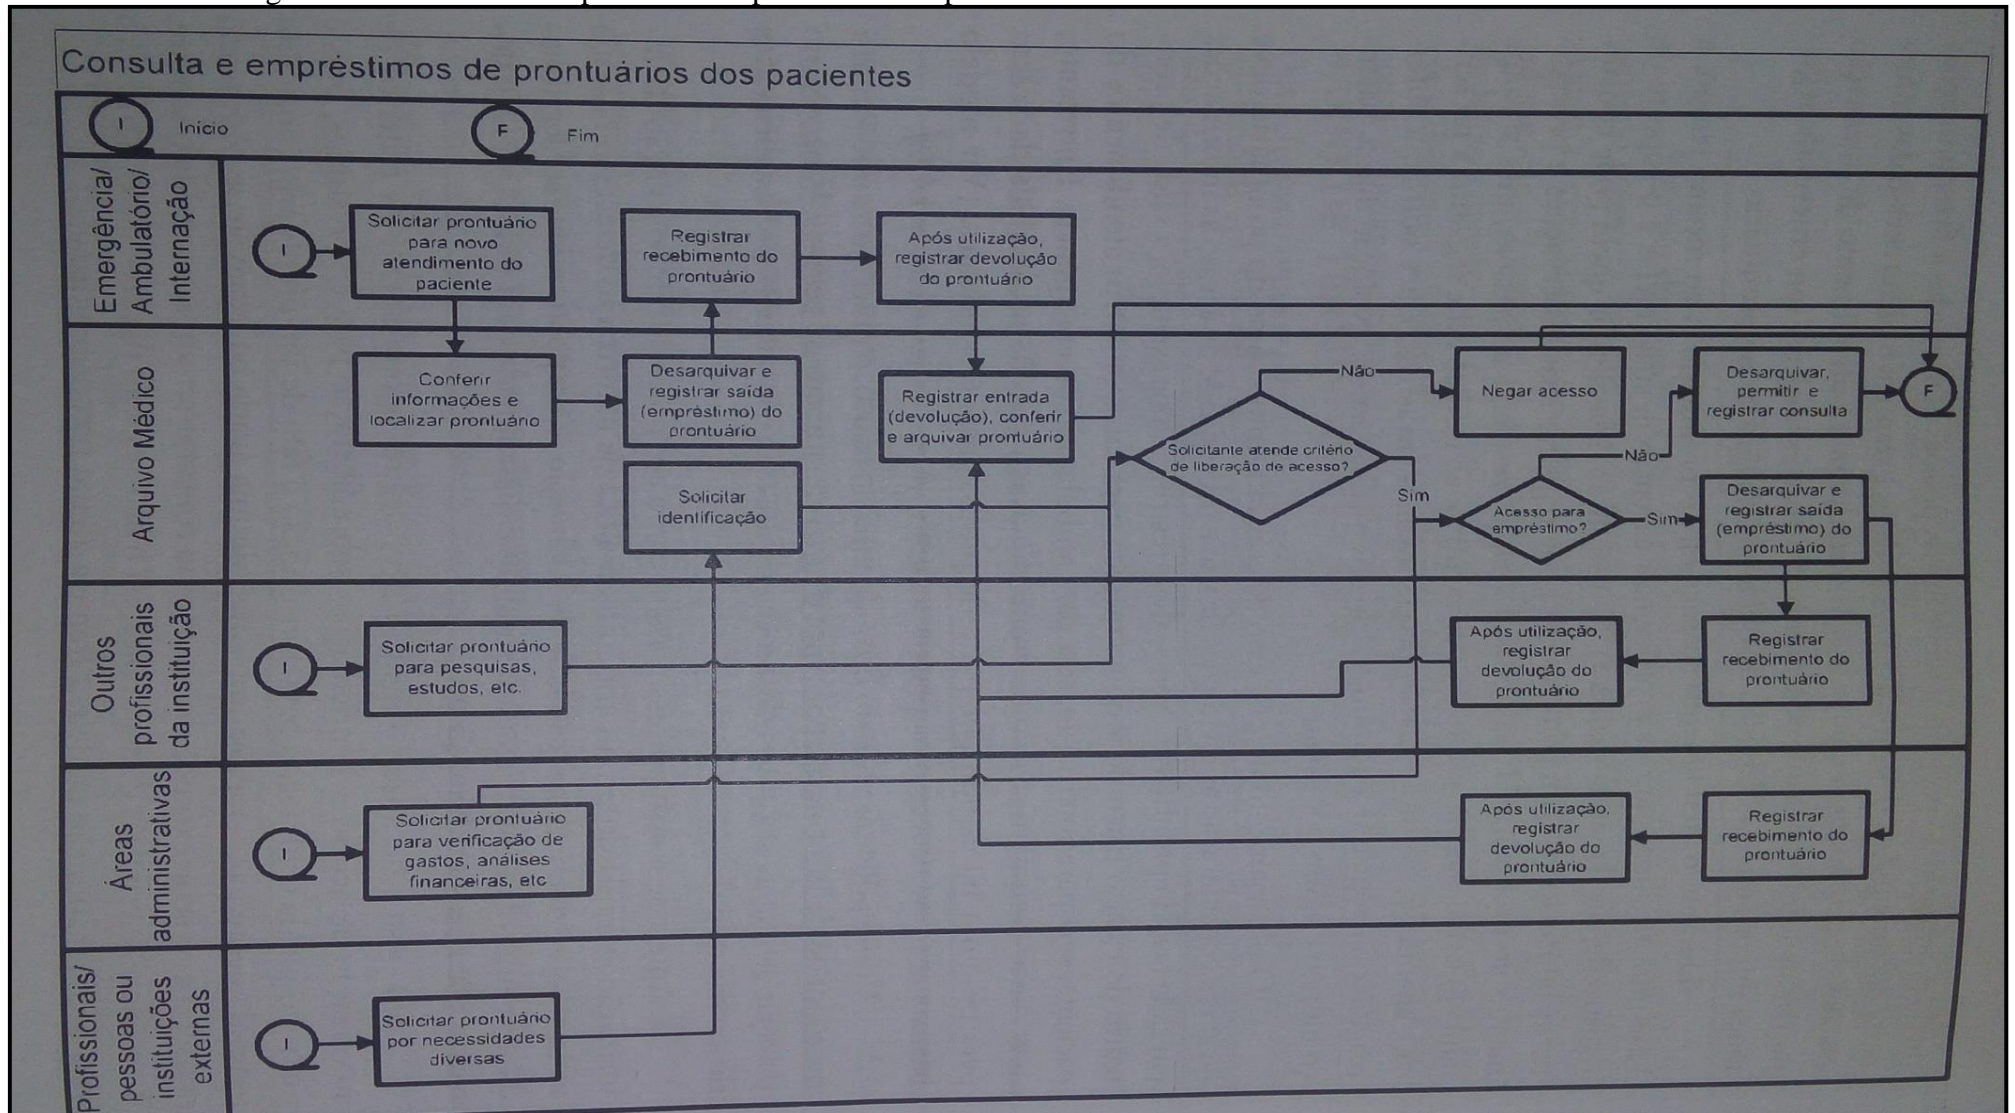 Consulta e empréstimos de prontuários dos pacientes
I
Início
F
Fim
Emergência/
Ambulatório/
Internação
I
Solicitar prontuário
para novo
atendimento do
paciente
Registrar
recebimento do
prontuário
Após utilização,
registrar devolução
do prontuário
Arquivo Médico
Conferir
informações e
localizar prontuário
Desarquivar e
registrar saída
(empréstimo) do
prontuário
Registrar entrada
(devolução), conferir
e arquivar prontuário
Solicitar
identificação
Solicitante atende critério
de liberação de acesso?
Não
Negar acesso
Sim
Acesso para
empréstimo?
Não
Desarquivar,
permitir e
registrar consulta
F
Sim
Desarquivar e
registrar saída
(empréstimo) do
prontuário
Outros
profissionais
da instituição
I
Solicitar prontuário
para pesquisas,
estudos, etc.
Após utilização,
registrar
devolução do
prontuário
Registrar
recebimento do
prontuário
Áreas
administrativas
I
Solicitar prontuário
para verificação de
gastos, análises
financeiras, etc
Após utilização,
registrar
devolução do
prontuário
Registrar
recebimento do
prontuário
Profissionais/
pessoas ou
instituições
externas
I
Solicitar prontuário
por necessidades
diversas